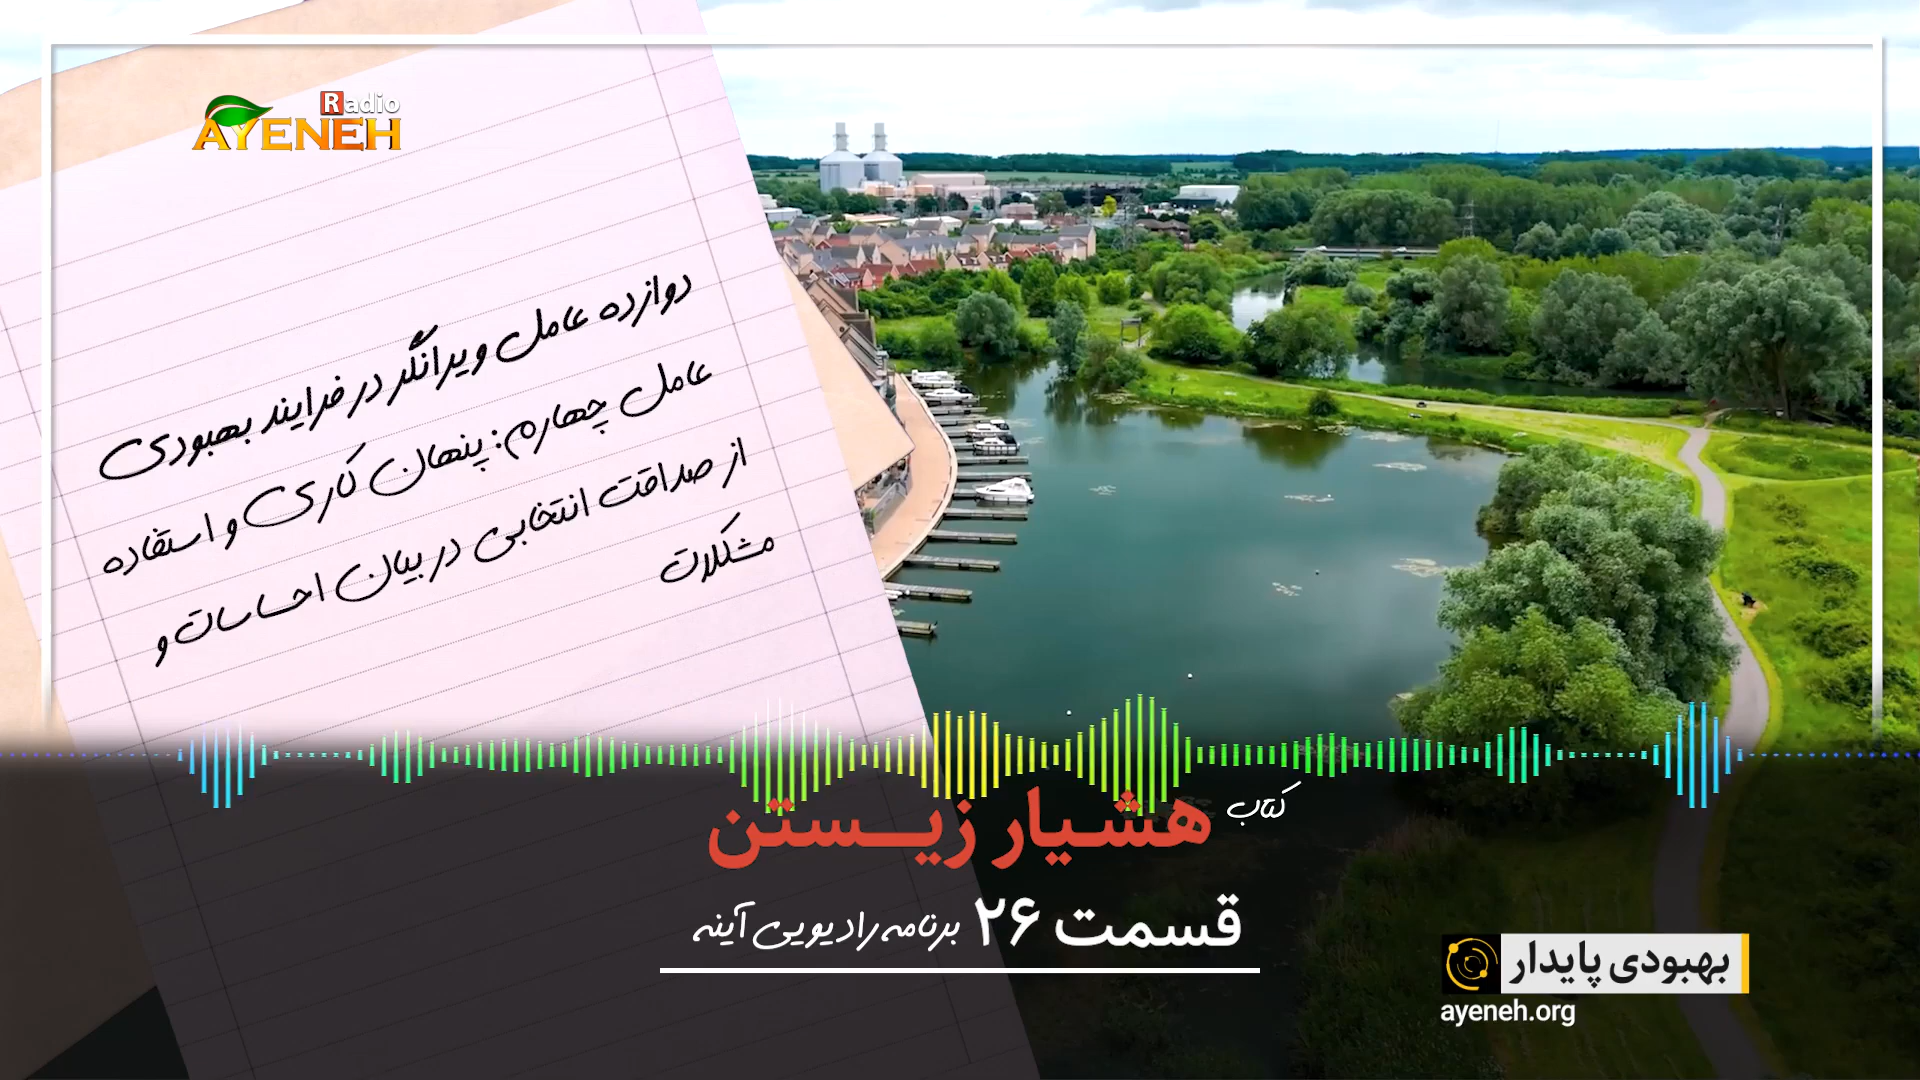 Radio
AYENEH
دوازده عامل ویرانگر در فرایند بهبودی
عامل چهارم: پنهان کاری و استفاده
از صداقت انتخابی در بیان احساسات و
مشکلات
کتاب
هشیار زیستن
قسمت ۲۶ برنامه رادیویی آینه
بهبودی پایدار
ayeneh.org